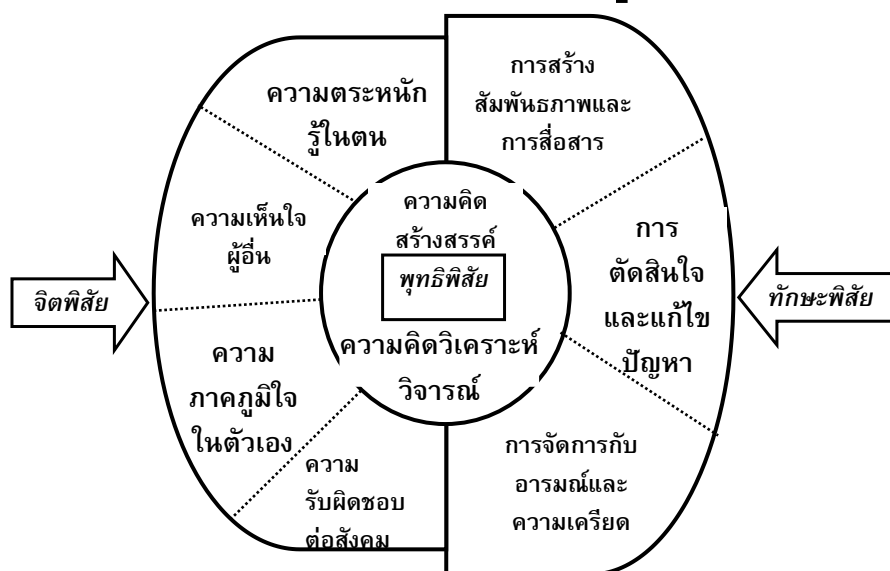 ความตระหนัก
รู้ในตน
การสร้าง
สัมพันธภาพและ
การสื่อสาร
ความเห็นใจ
ผู้อื่น
ความคิด
สร้างสรรค์
พุทธิพิสัย
ความคิดวิเคราะห์
วิจารณ์
การ
ตัดสินใจ
และแก้ไข
ปัญหา
จิตพิสัย
ทักษะพิสัย
ความ
ภาคภูมิใจ
ในตัวเอง
ความ
รับผิดชอบ
ต่อสังคม
การจัดการกับ
อารมณ์และ
ความเครียด